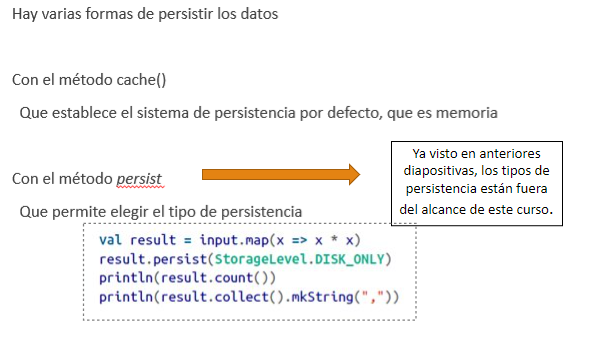 Hay varias formas de persistir los datos
Con el método cache()
Que establece el sistema de persistencia por defecto, que es memoria
Con el método persist
Ya visto en anteriores
diapositivas, los tipos de
persistencia están fuera
del alcance de este curso.
Que permite elegir el tipo de persistencia
val result = input.map(x => x * x)
result.persist(StorageLevel.DISK_ONLY)
println(result.count())
println(result.collect().mkString(","))